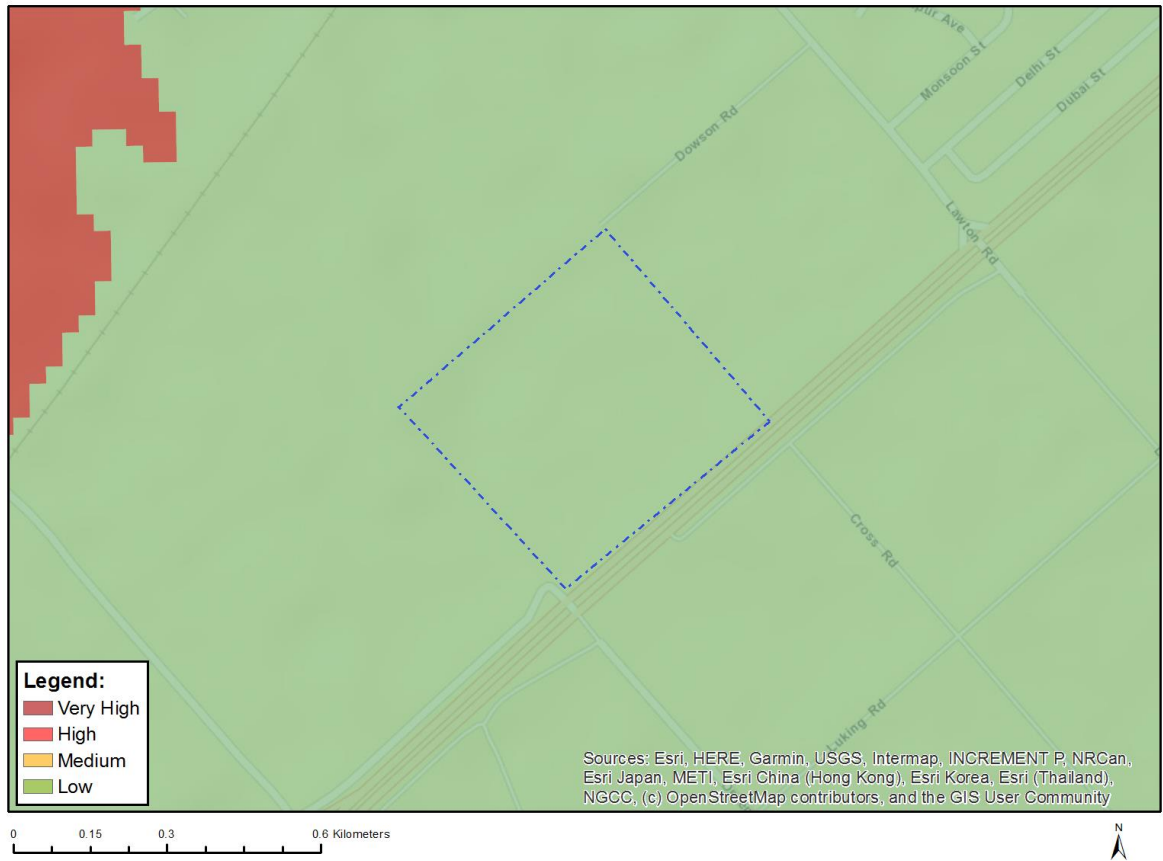 pur Ave
Monsoon St
Delhi St
Dubai St
Dowson Rd
Lawton Rd
Cross Rd
Luking Rd
Legend:
Very High
High
Medium
Low
Sources: Esri, HERE, Garmin, USGS, Intermap, INCREMENT P, NRCan,
Esri Japan, METI, Esri China (Hong Kong), Esri Korea, Esri (Thailand),
NGCC, (c) OpenStreetMap contributors, and the GIS User Community
0 0.15 0.3 0.6 Kilometers
N